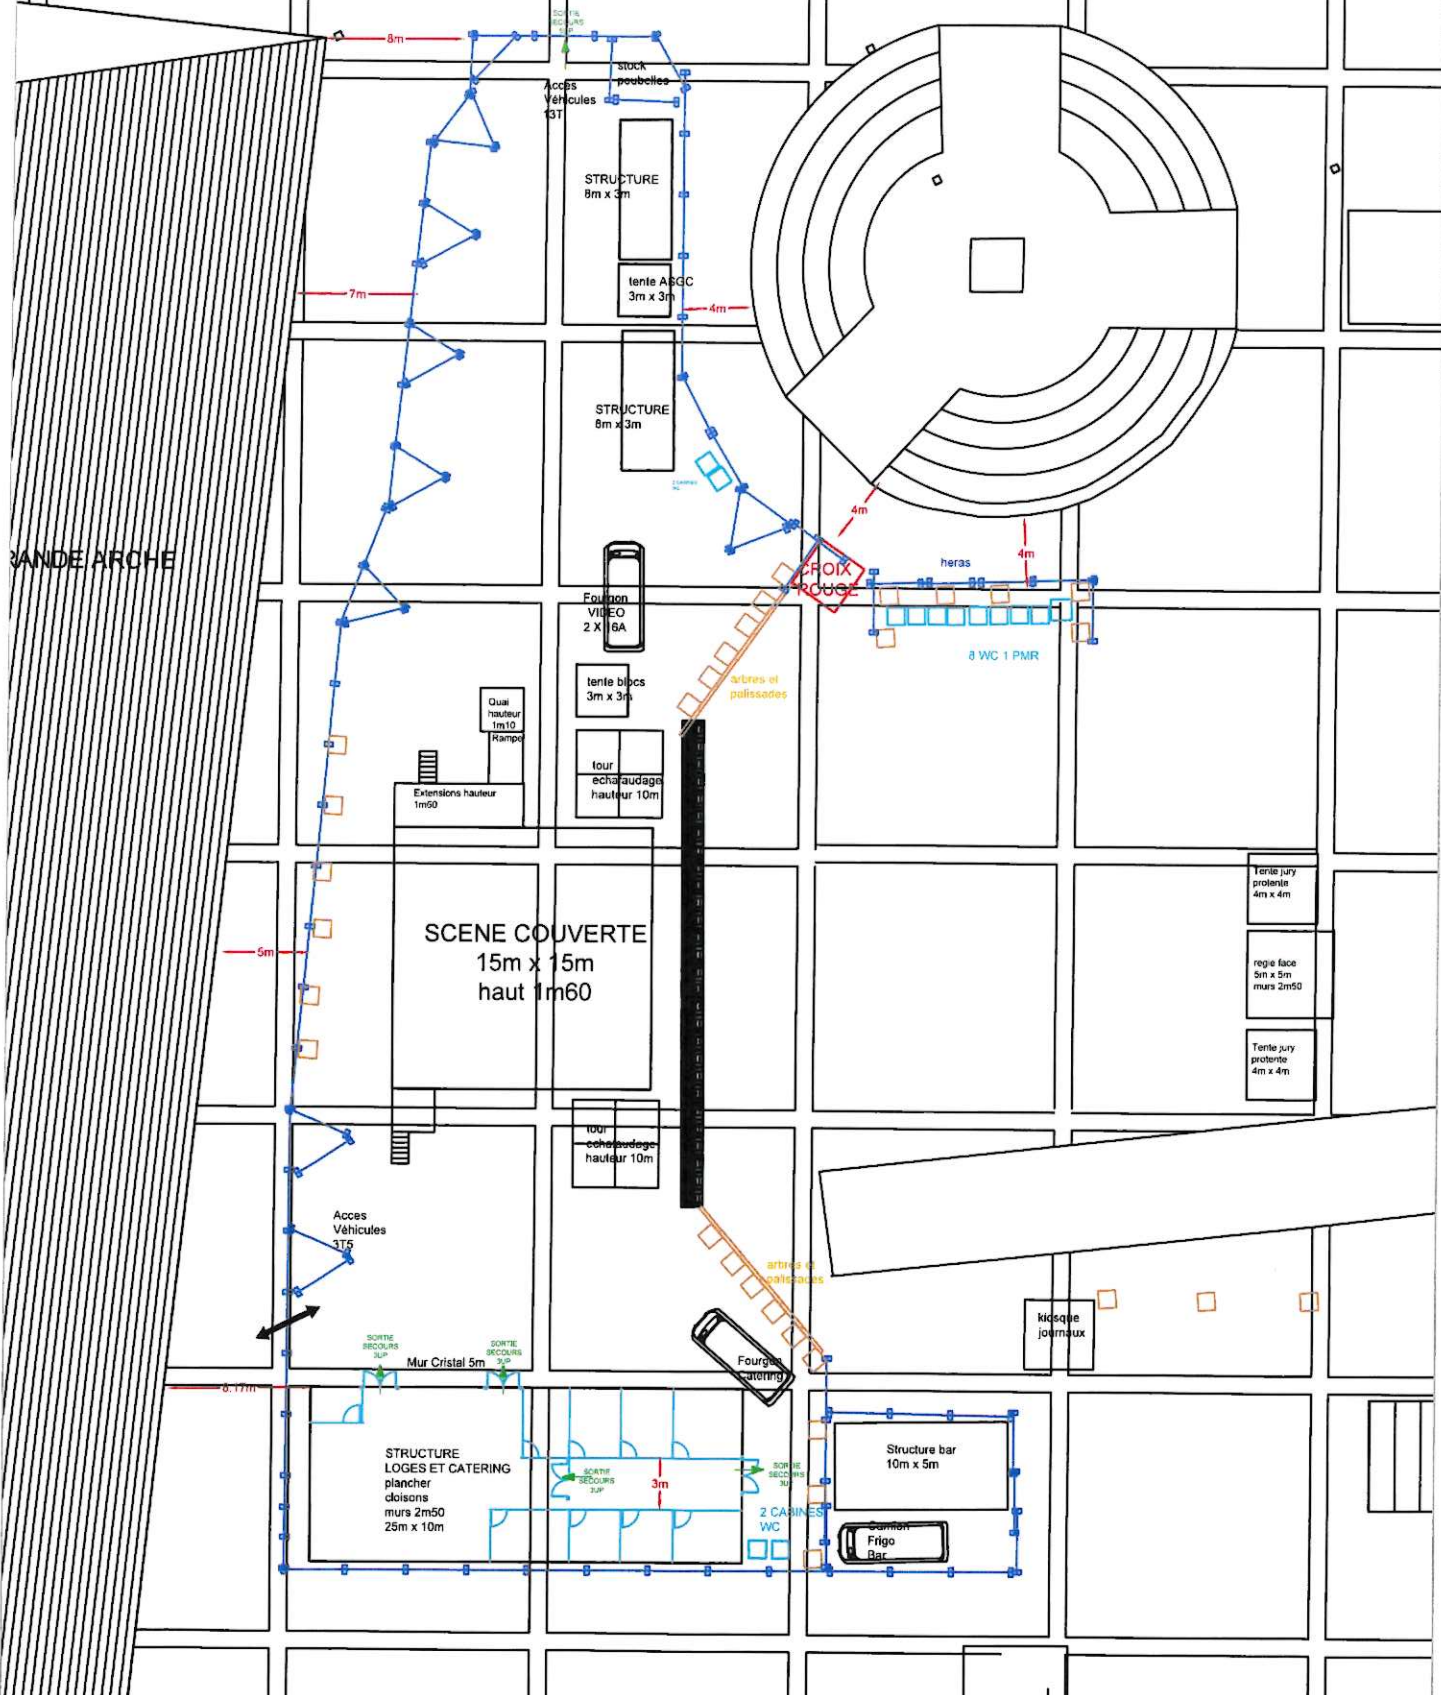 SORTIE
SECOURS
8m
stock
poubelles
Acces
Véhicules
13T
STRUCTURE
8m x 3m
tente ASGC
3m x 3m
7m
4m
STRUCTURE
8m x 3m
4m
4m
heras
CROIX
ROUGE
RANDE ARCHE
Fourgon
VIDEO
2 X 16A
8 WC 1 PMR
tente blocs
3m x 3m
arbres et
palissades
Quai
hauteur
1m10
Rampe
tour
echafaudage
hauteur 10m
Extensions hauteur
1m60
Tente jury
protente
4m x 4m
SCENE COUVERTE
15m x 15m
haut 1m60
5m
regie face
5m x 5m
murs 2m50
Tente jury
protente
4m x 4m
tour
echafaudage
hauteur 10m
Acces
Véhicules
3T5
arbres et
palissades
kiosque
journaux
SORTIE
SECOURS
3UP
SORTIE
SECOURS
3UP
Mur Cristal 5m
Fourgon
Catering
8.17m
Structure bar
10m x 5m
STRUCTURE
LOGES ET CATERING
plancher
cloisons
murs 2m50
25m x 10m
SORTIE
SECOURS
3UP
3m
SORTIE
SECOURS
3UP
2 CABINES
WC
Camion
Frigo
Bar